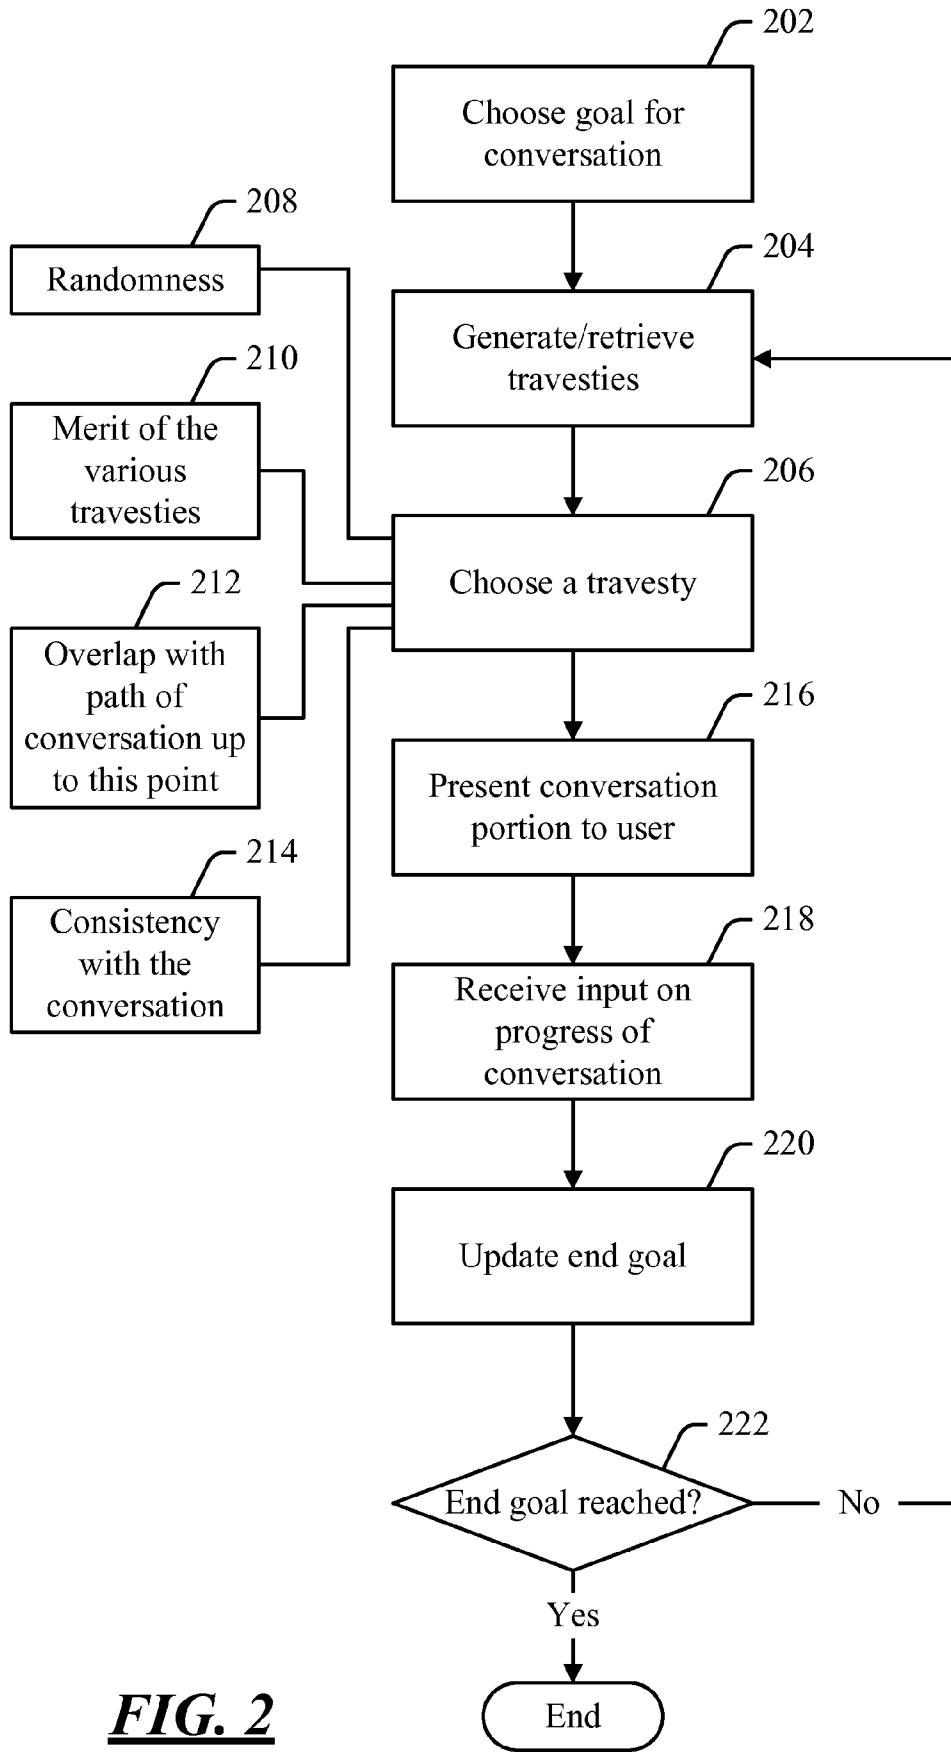 202
Choose goal for
conversation
208
Randomness
204
Generate/retrieve
travesties
210
Merit of the
various
travesties
206
Choose a travesty
212
Overlap with
path of
conversation up
to this point
216
Present conversation
portion to user
214
Consistency
with the
conversation
218
Receive input on
progress of
conversation
220
Update end goal
222
End goal reached?
No
Yes
End
FIG. 2